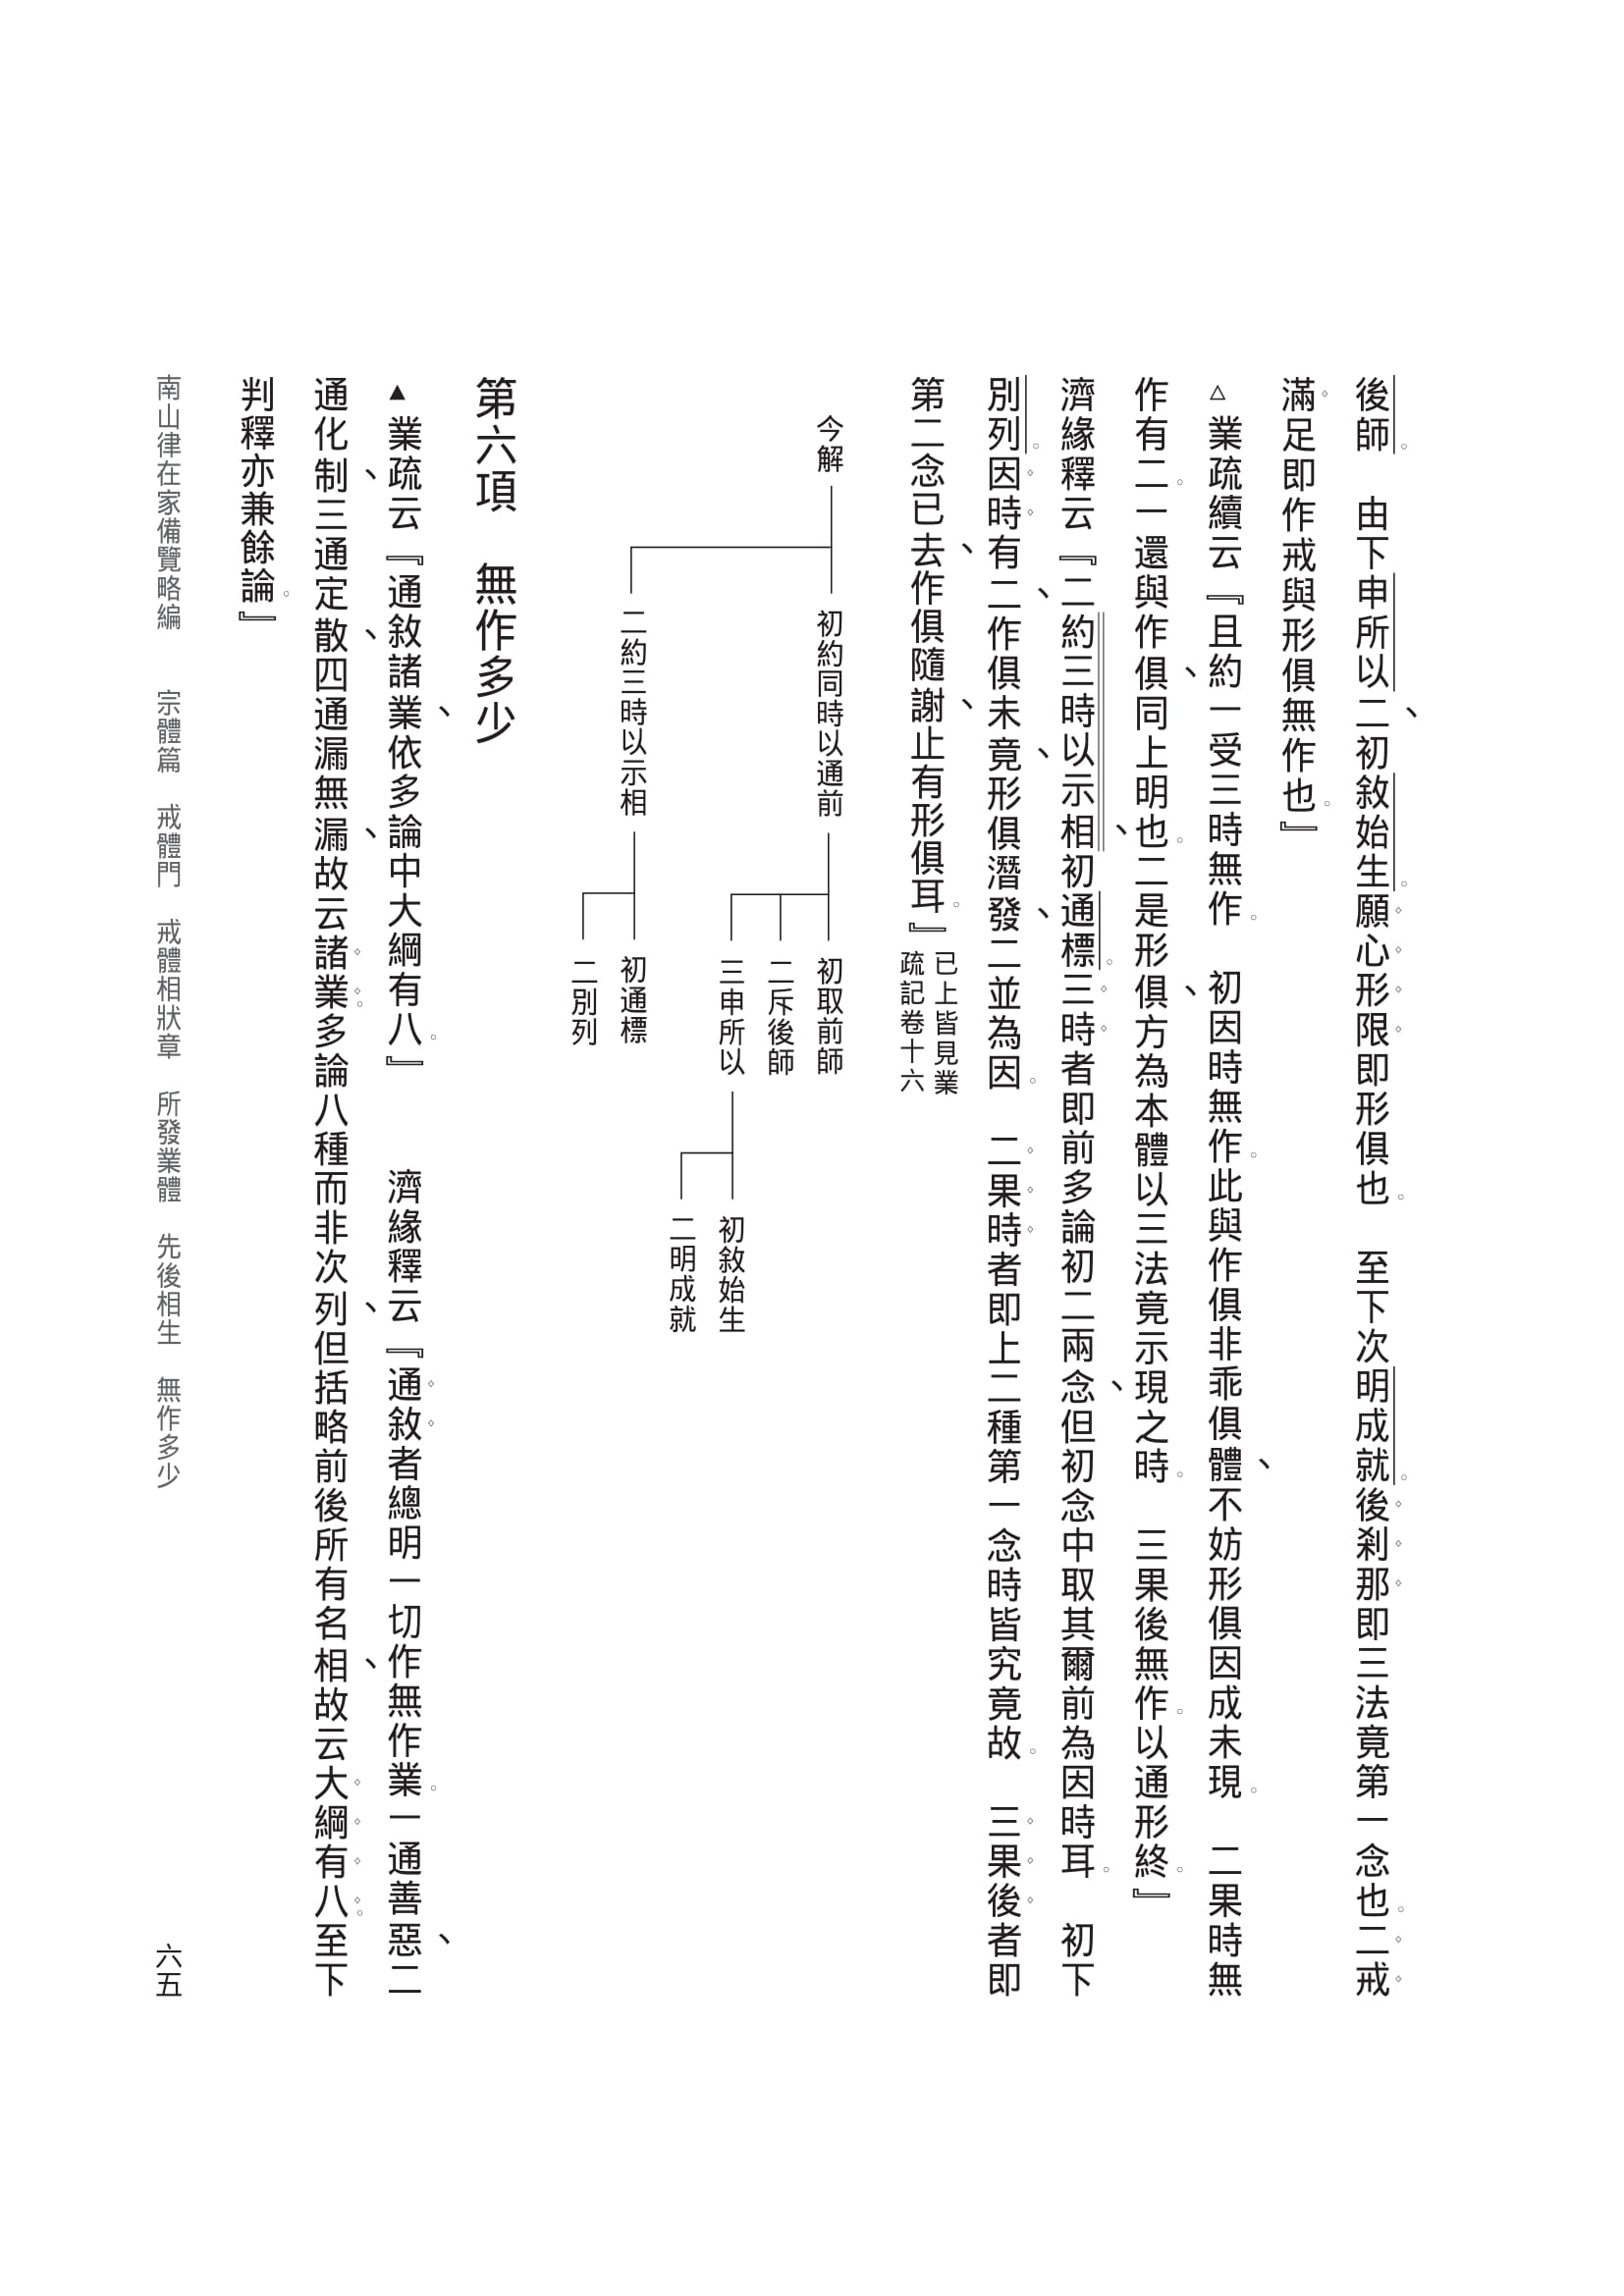 後師。　由下申所以二、初敘始生。願心形限即形俱也。　至下次明成就。後剎那即三法竟第一念也。二戒
滿足即作戒與形俱無作也。』
△業疏續云『且約一受三時無作。　初因時無作。此與作俱非乖俱體、不妨形俱因成未現。　二果時無
作有二。一還與作俱、同上明也。二是形俱、方為本體以三法竟示現之時。　三果後無作。以通形終。』
濟緣釋云『二約三時以示相、初通標。三時者即前多論初二兩念、但初念中取其爾前為因時耳。　初下
別列。因時有二、作俱未竟、形俱潛發、二並為因。　二果時者即上二種第一念時皆究竟故。　三果後者即
第二念已去、作俱隨謝、止有形俱耳。』
已上皆見業
疏記卷十六
今解
初約同時以通前
二約三時以示相
初取前師
二斥後師
三申所以
初通標
二別列
初敘始生
二明成就
第六項　無作多少
▲業疏云『通敘諸業、依多論中大綱有八。』　　濟緣釋云『通敘者總明一切作無作業。一通善惡、二
通化制、三通定散、四通漏無漏、故云諸業。多論八種而非次列、但括略前後所有名相、故云大綱有八。至下
判釋亦兼餘論。』
南山律在家備覽略編　　宗體篇　戒體門　戒體相狀章　所發業體　先後相生　無作多少
六五